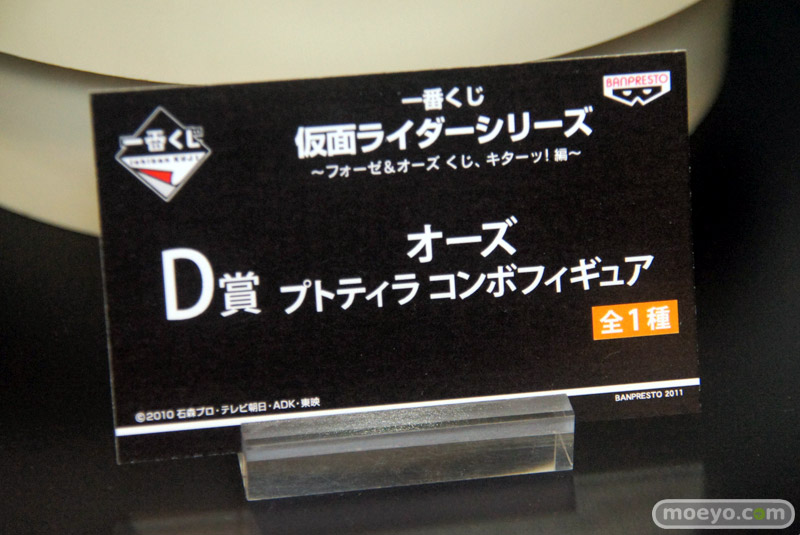 BANPRESTO
一番くじ
一番くじ
ICHIBAN KUJI
仮面ライダーシリーズ
～フォーゼ&オーズ くじ、キターッ! 編～
D賞
オーズ
プトティラ コンボフィギュア
全1種
©2010 石森プロ・テレビ朝日・ADK・東映
BANPRESTO 2011
moeyo.com